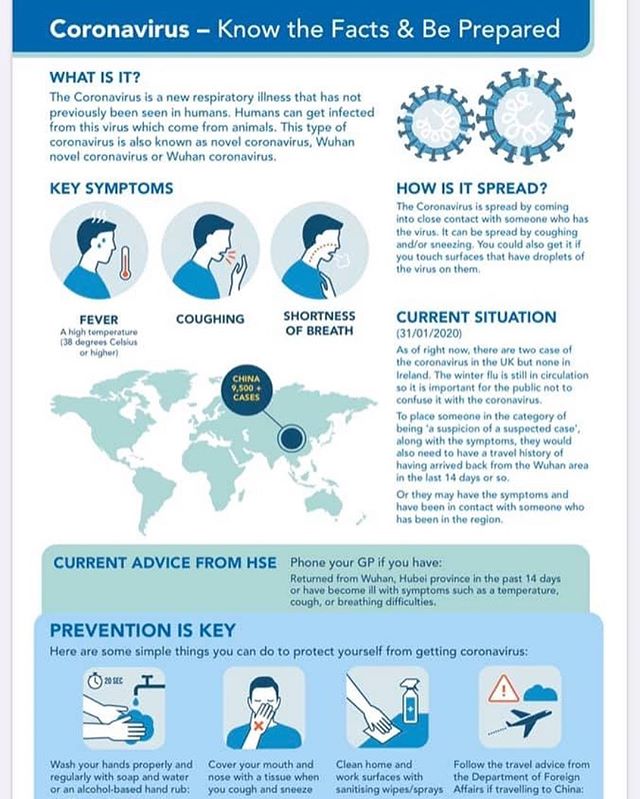 Coronavirus – Know the Facts & Be Prepared
WHAT IS IT?
The Coronavirus is a new respiratory illness that has not
previously been seen in humans. Humans can get infected
from this virus which come from animals. This type of
coronavirus is also known as novel coronavirus, Wuhan
novel coronavirus or Wuhan coronavirus.
KEY SYMPTOMS
FEVER
A high temperature
(38 degrees Celsius
or higher)
COUGHING
SHORTNESS
OF BREATH
HOW IS IT SPREAD?
The Coronavirus is spread by coming
into close contact with someone who has
the virus. It can be spread by coughing
and/or sneezing. You could also get it if
you touch surfaces that have droplets of
the virus on them.
CHINA
9,500 +
CASES
CURRENT SITUATION
(31/01/2020)
As of right now, there are two case of
the coronavirus in the UK but none in
Ireland. The winter flu is still in circulation
so it is important for the public not to
confuse it with the coronavirus.
To place someone in the category of
being 'a suspicion of a suspected case',
along with the symptoms, they would
also need to have a travel history of
having arrived back from the Wuhan area
in the last 14 days or so.
Or they may have the symptoms and
have been in contact with someone who
has been in the region.
CURRENT ADVICE FROM HSE
Phone your GP if you have:
Returned from Wuhan, Hubei province in the past 14 days
or have become ill with symptoms such as a temperature,
cough, or breathing difficulties.
PREVENTION IS KEY
Here are some simple things you can do to protect yourself from getting coronavirus:
20 SEC
Wash your hands properly and
regularly with soap and water
or an alcohol-based hand rub:
Cover your mouth and
nose with a tissue when
you cough and sneeze
Clean home and
work surfaces with
sanitising wipes/sprays
Follow the travel advice from
the Department of Foreign
Affairs if travelling to China: